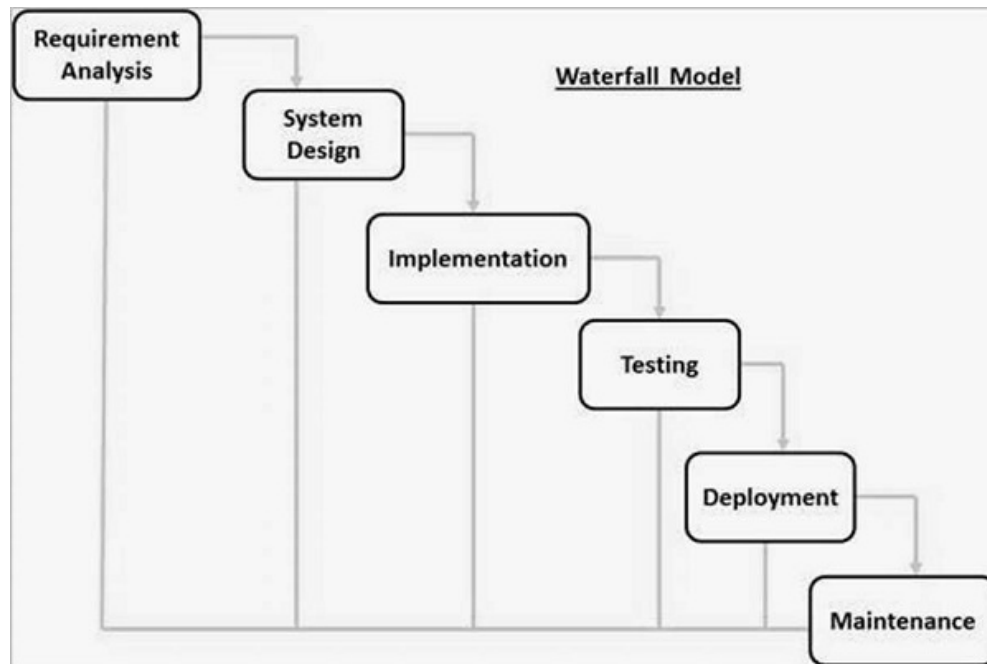 Requirement
Analysis
Waterfall Model
System
Design
Implementation
Testing
Deployment
Maintenance